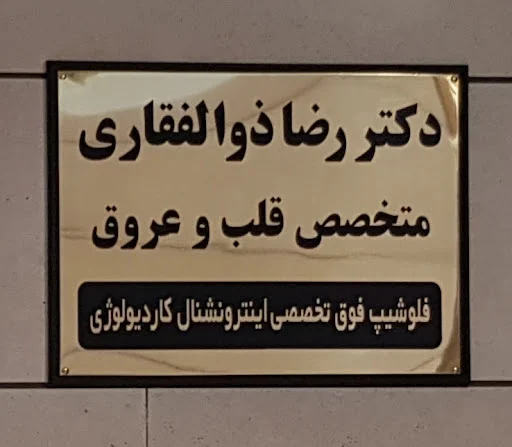 دکتر رضا ذوالفقاری
متخصص قلب و عروق
فلوشیپ فوق تخصصی اینترونشنال کاردیولوژی